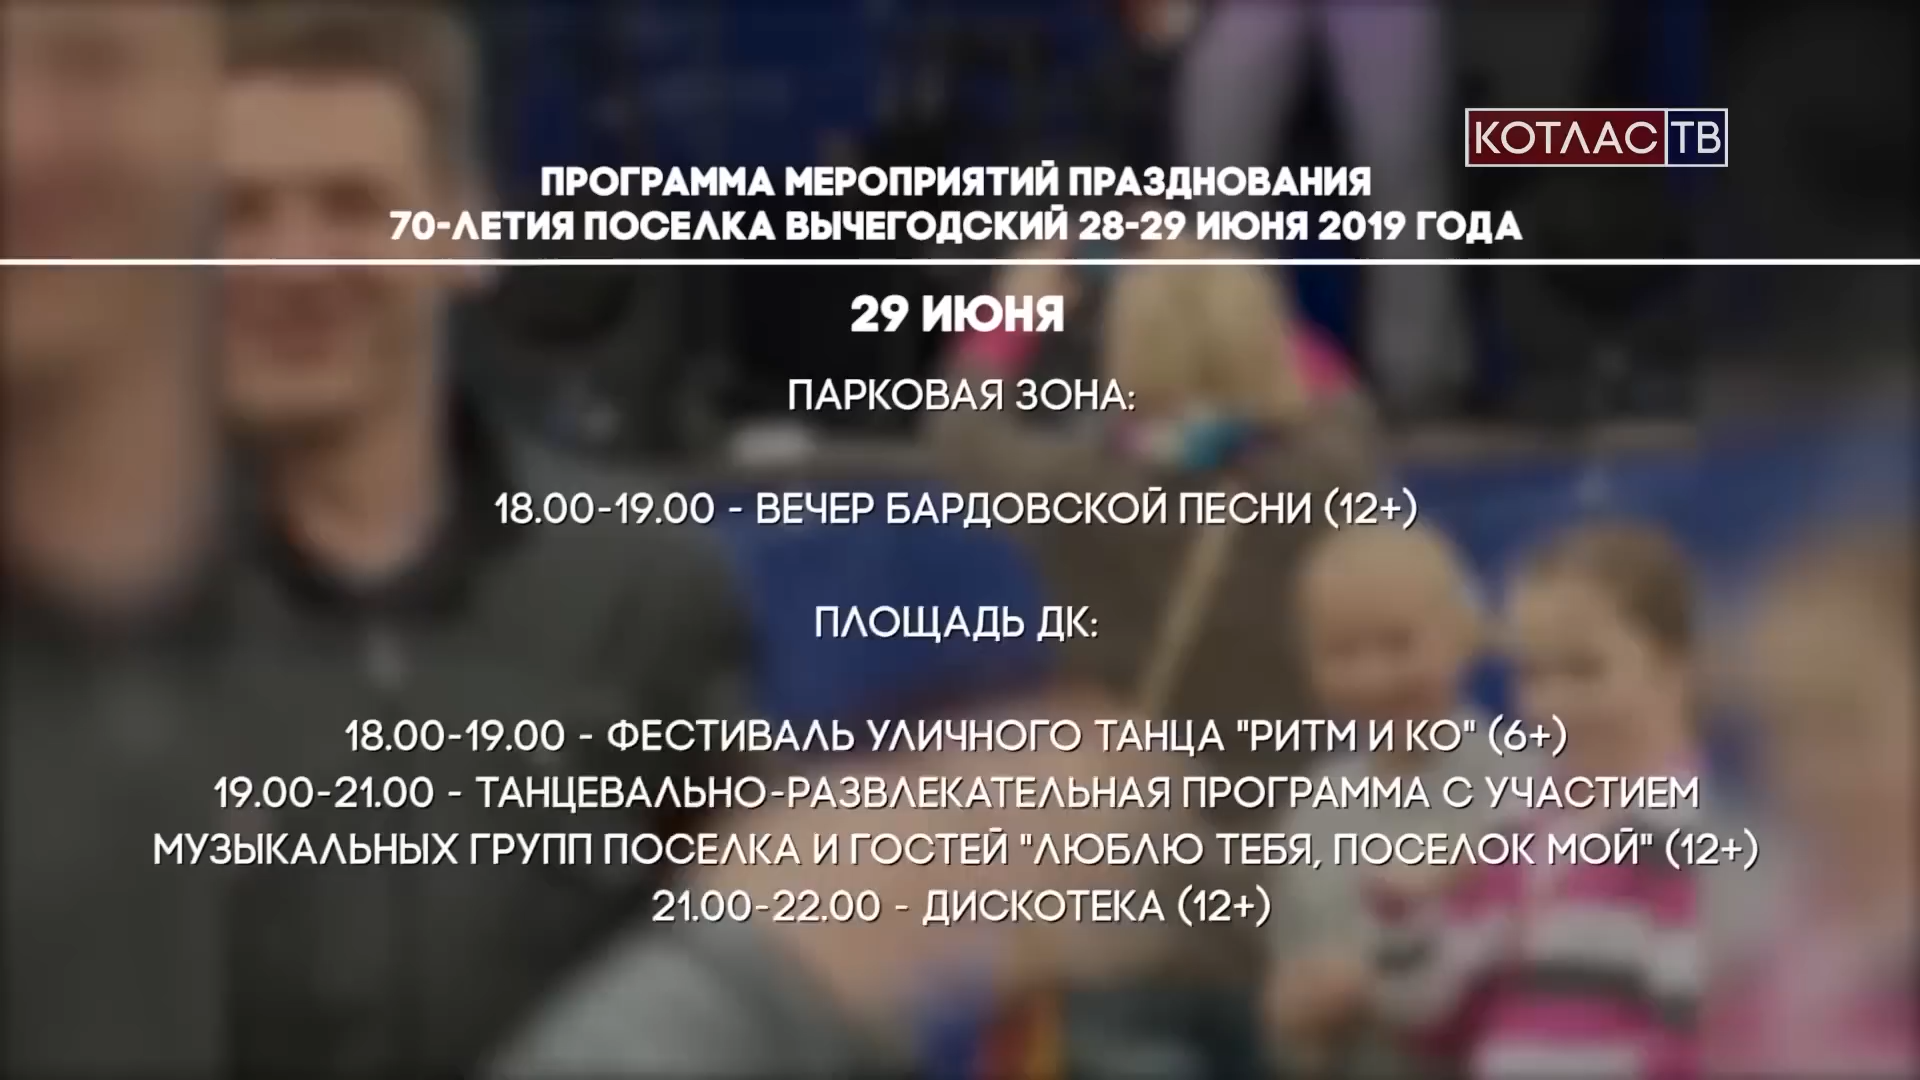 КОТЛАС ТВ
ПРОГРАММА МЕРОПРИЯТИЙ ПРАЗДНОВАНИЯ
70-ЛЕТИЯ ПОСЕЛКА ВЫЧЕГОДСКИЙ 28-29 ИЮНЯ 2019 ГОДА
29 ИЮНЯ
ПАРКОВАЯ ЗОНА:
18.00-19.00 - ВЕЧЕР БАРДОВСКОЙ ПЕСНИ (12+)
ПЛОЩАДЬ ДК:
18.00-19.00 - ФЕСТИВАЛЬ УЛИЧНОГО ТАНЦА "РИТМ И КО" (6+)
19.00-21.00 - ТАНЦЕВАЛЬНО-РАЗВЛЕКАТЕЛЬНАЯ ПРОГРАММА С УЧАСТИЕМ
МУЗЫКАЛЬНЫХ ГРУПП ПОСЕЛКА И ГОСТЕЙ "ЛЮБЛЮ ТЕБЯ, ПОСЕЛОК МОЙ" (12+)
21.00-22.00 - ДИСКОТЕКА (12+)